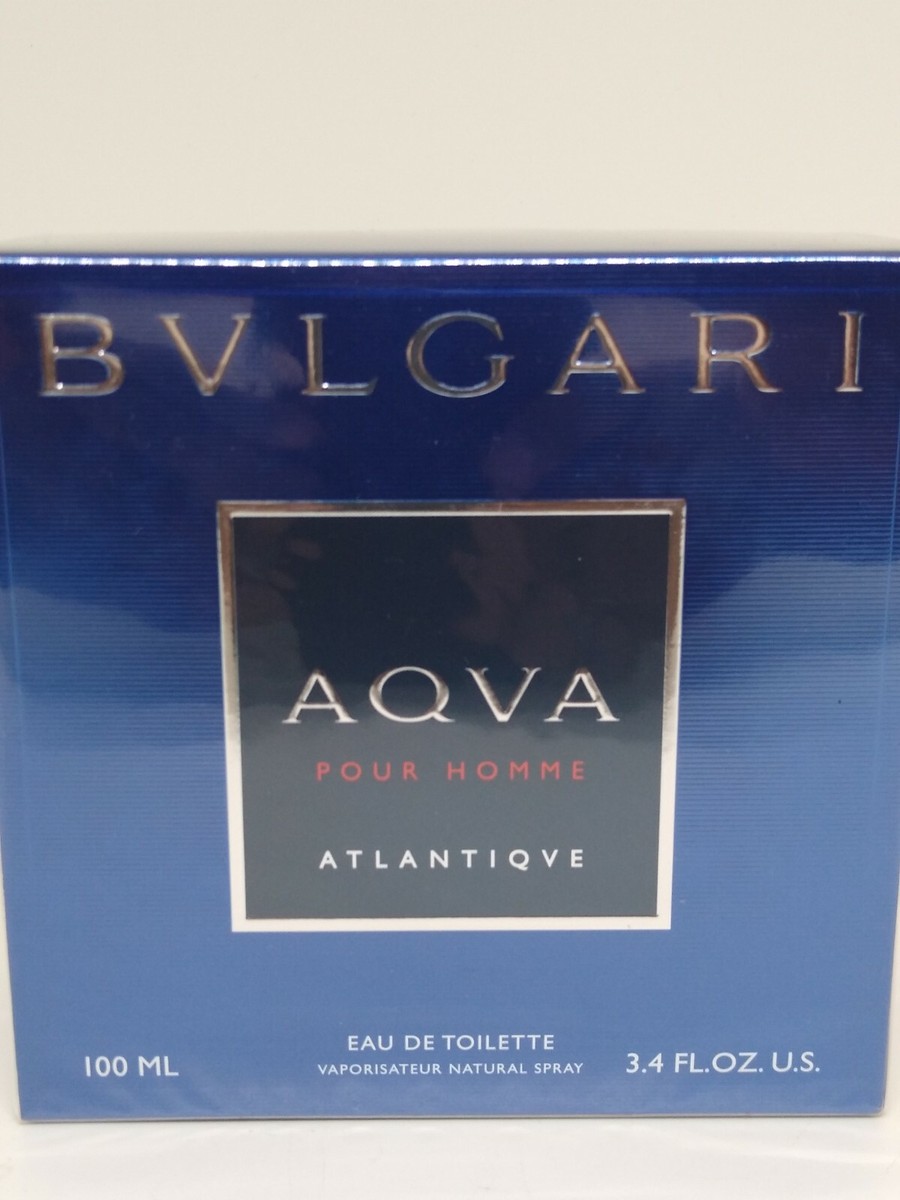 BVLGARI
AQVA
POUR HOMME
ATLANTIQVE
EAU DE TOILETTE
100 ML VAPORISATEUR NATURAL SPRAY 3.4 FL.OZ. U.S.